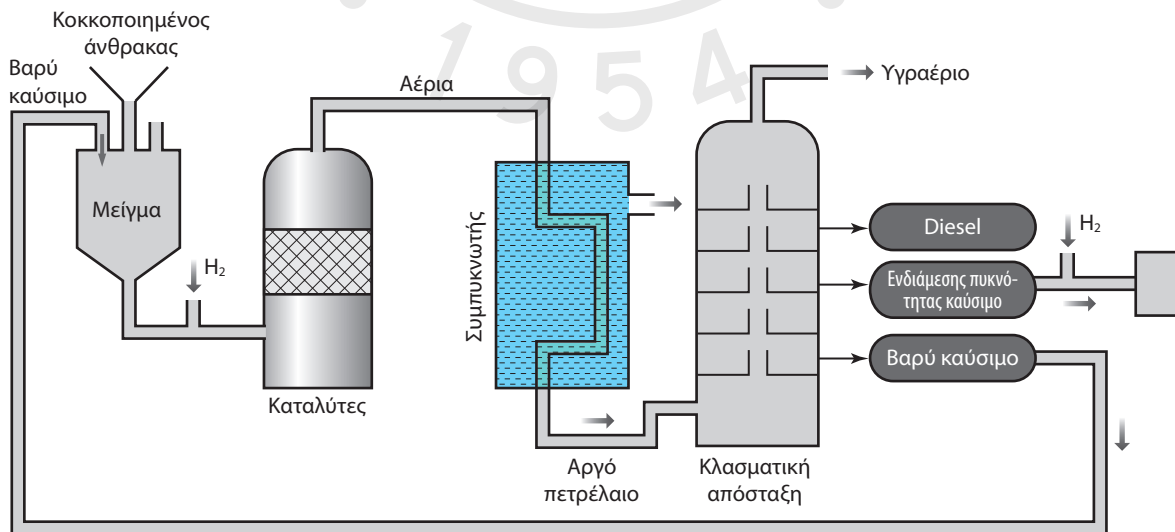 Κοκκοποιημένος
άνθρακας
Βαρύ
καύσιμο
Αέρια
Υγραέριο
1954
Μείγμα
H₂
Συμπυκνωτής
Diesel
H₂
Ενδιάμεσης πυκνό-
τητας καύσιμο
Βαρύ καύσιμο
Καταλύτες
Αργό
πετρέλαιο
Κλασματική
απόσταξη